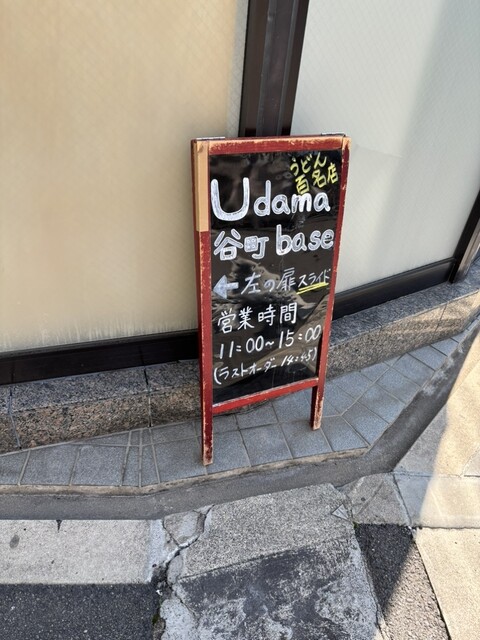 うどん
百名店
Udama
谷町 base
← 左の扉スライド
営業時間
11:00~15:00
(ラストオーダー 14:45)